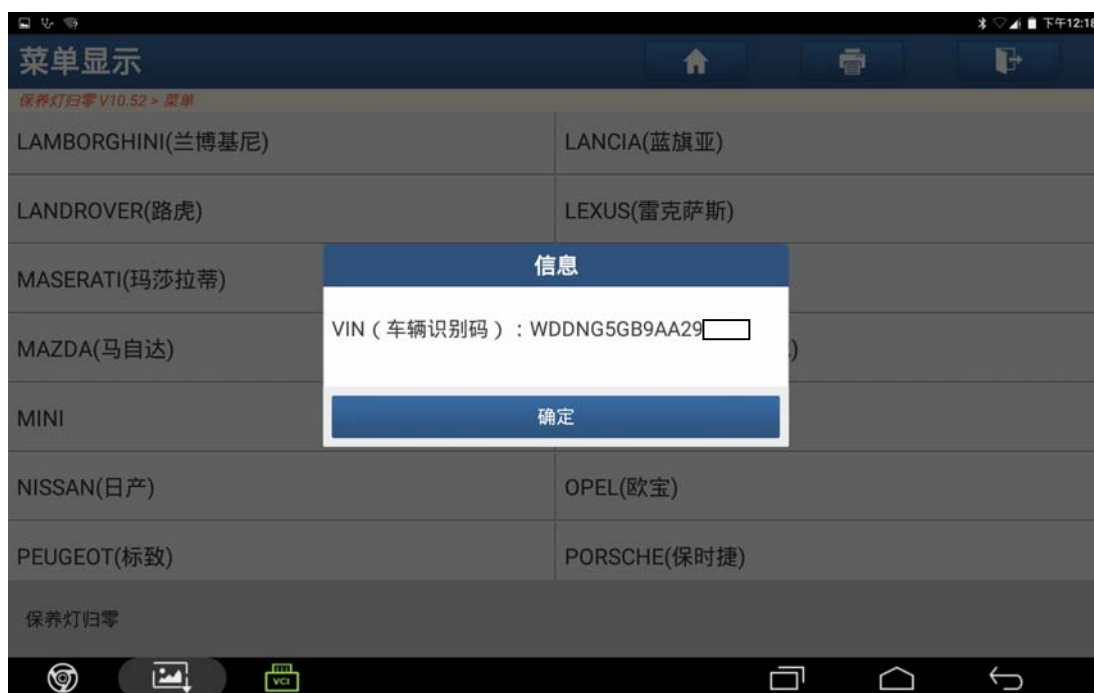 下午12:18
菜单显示
保养灯归零 V10.52 > 菜单
LAMBORGHINI(兰博基尼)
LANCIA(蓝旗亚)
LANDROVER(路虎)
LEXUS(雷克萨斯)
MASERATI(玛莎拉蒂)
信息
VIN（车辆识别码）: WDDNG5GB9AA29
确定
MAZDA(马自达)
)
MINI
NISSAN(日产)
OPEL(欧宝)
PEUGEOT(标致)
PORSCHE(保时捷)
保养灯归零
VCI